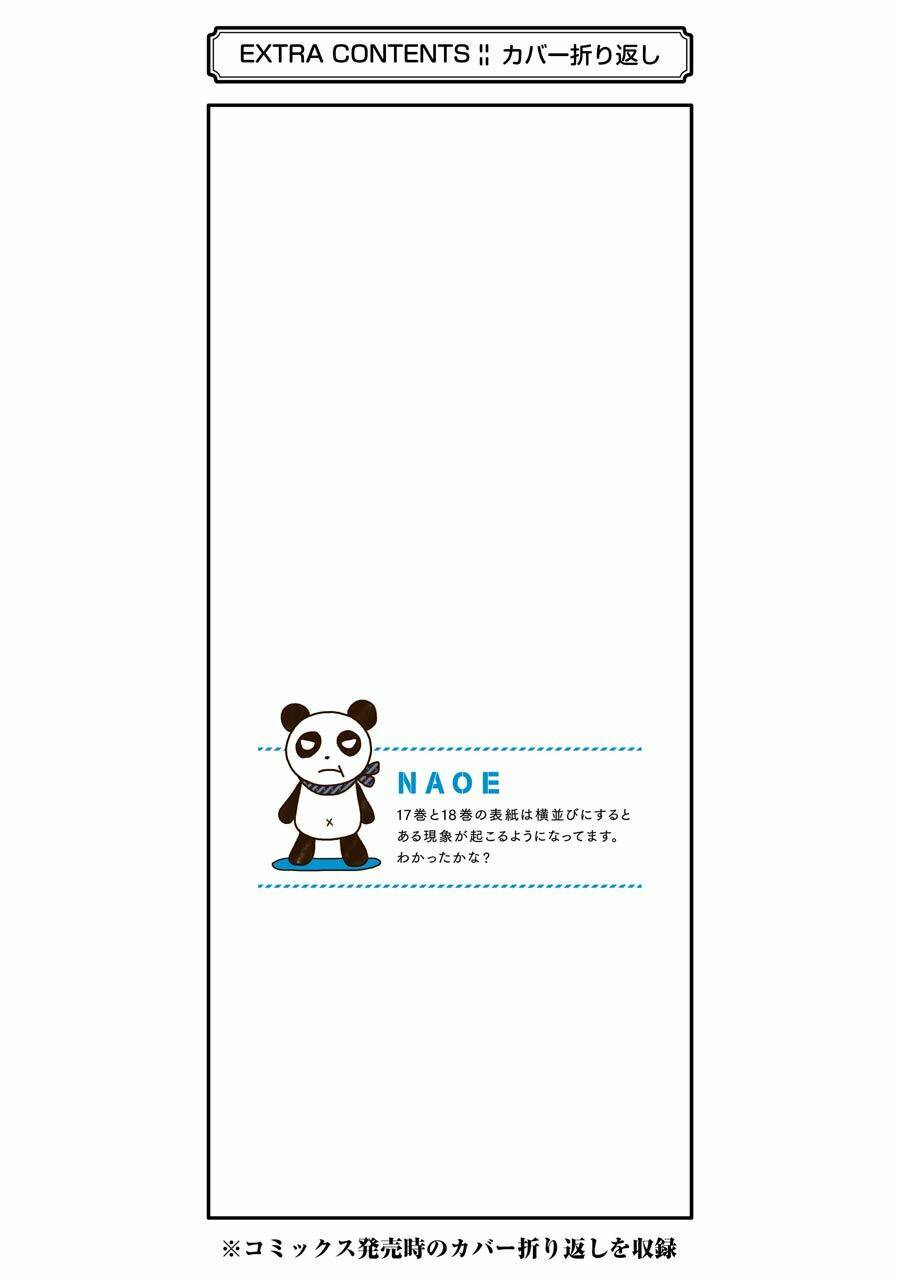 EXTRA CONTENTS :: カバー折り返し
NAOE
17巻と18巻の表紙は横並びにすると
ある現象が起こるようになってます。
わかったかな?
※コミックス発売時のカバー折り返しを収録